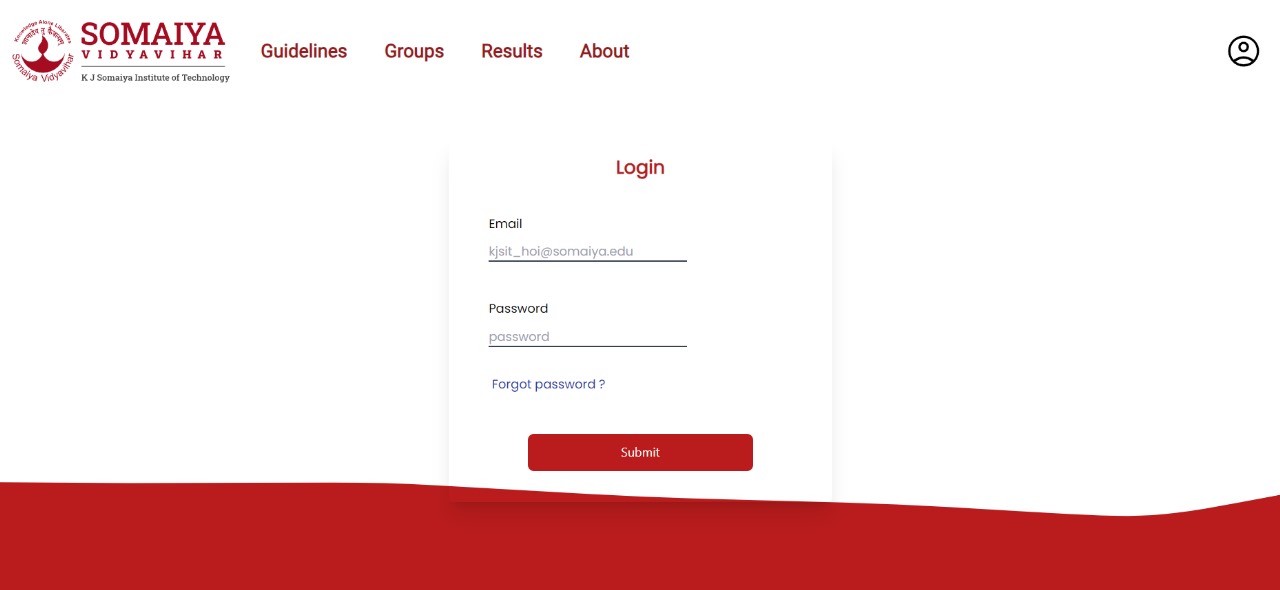 Knowledge Alone Liberates
Somaiya Vidyavihar
SOMAIYA
VIDYAVIHAR
K J Somaiya Institute of Technology
Guidelines
Groups
Results
About
Login
Email
kjsit_hoi@somaiya.edu
Password
password
Forgot password ?
Submit